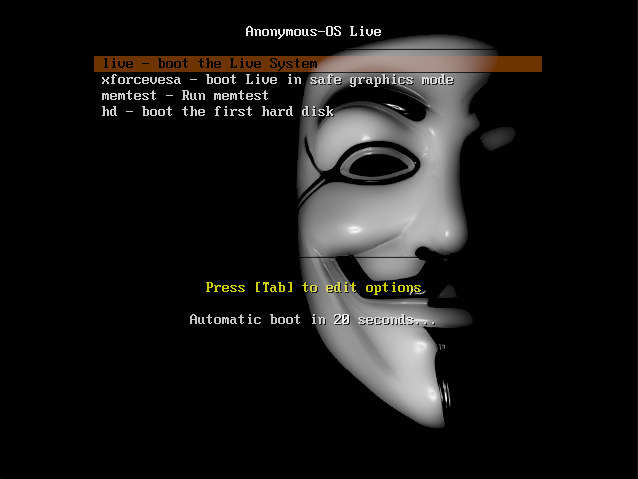 Anonymous-OS Live
live - boot the Live System
xforcevesa - boot Live in safe graphics mode
memtest - Run memtest
hd - boot the first hard disk
Press [Tab] to edit options
Automatic boot in 20 seconds...